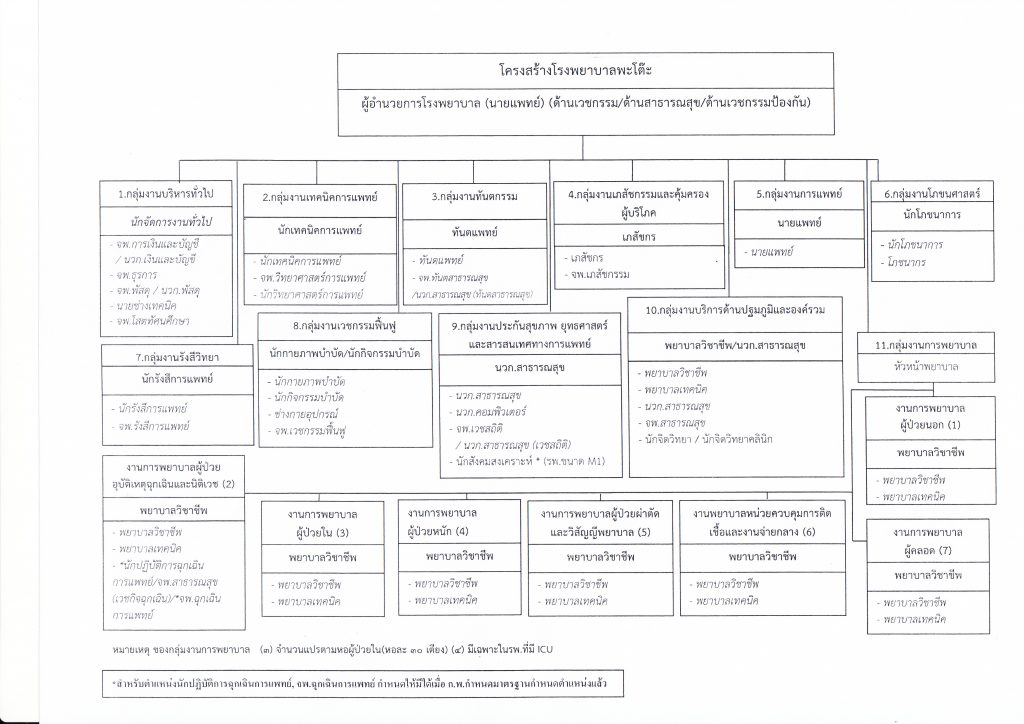 โครงสร้างโรงพยาบาลพะโต๊ะ
ผู้อำนวยการโรงพยาบาล (นายแพทย์) (ด้านเวชกรรม/ด้านสาธารณสุข/ด้านเวชกรรมป้องกัน)
1.กลุ่มงานบริหารทั่วไป
นักจัดการงานทั่วไป
- จพ.การเงินและบัญชี
/ นวก.เงินและบัญชี
- จพ.ธุรการ
- จพ.พัสดุ / นวก.พัสดุ
- นายช่างเทคนิค
- จพ.โสตทัศนศึกษา
2.กลุ่มงานเทคนิคการแพทย์
นักเทคนิคการแพทย์
- นักเทคนิคการแพทย์
- จพ.วิทยาศาสตร์การแพทย์
- นักวิทยาศาสตร์การแพทย์
3.กลุ่มงานทันตกรรม
ทันตแพทย์
- ทันตแพทย์
- จพ.ทันตสาธารณสุข
/นวก.สาธารณสุข (ทันตสาธารณสุข)
4.กลุ่มงานเภสัชกรรมและคุ้มครอง
ผู้บริโภค
เภสัชกร
- เภสัชกร
- จพ.เภสัชกรรม
5.กลุ่มงานการแพทย์
นายแพทย์
- นายแพทย์
6.กลุ่มงานโภชนศาสตร์
นักโภชนาการ
- นักโภชนาการ
- โภชนากร
7.กลุ่มงานรังสีวิทยา
นักรังสีการแพทย์
- นักรังสีการแพทย์
- จพ.รังสีการแพทย์
8.กลุ่มงานเวชกรรมฟื้นฟู
นักกายภาพบำบัด/นักกิจกรรมบำบัด
- นักกายภาพบำบัด
- นักกิจกรรมบำบัด
- ช่างกายอุปกรณ์
- จพ.เวชกรรมฟื้นฟู
9.กลุ่มงานประกันสุขภาพ ยุทธศาสตร์
และสารสนเทศทางการแพทย์
นวก.สาธารณสุข
- นวก.สาธารณสุข
- นวก.คอมพิวเตอร์
- จพ.เวชสถิติ
/ นวก.สาธารณสุข (เวชสถิติ)
- นักสังคมสงเคราะห์ * (รพ.ขนาด M1)
10.กลุ่มงานบริการด้านปฐมภูมิและองค์รวม
พยาบาลวิชาชีพ/นวก.สาธารณสุข
- พยาบาลวิชาชีพ
- พยาบาลเทคนิค
- นวก.สาธารณสุข
- จพ.สาธารณสุข
- นักจิตวิทยา / นักจิตวิทยาคลินิก
11.กลุ่มงานการพยาบาล
หัวหน้าพยาบาล
งานการพยาบาล
ผู้ป่วยนอก (1)
พยาบาลวิชาชีพ
- พยาบาลวิชาชีพ
- พยาบาลเทคนิค
งานการพยาบาลผู้ป่วย
อุบัติเหตุฉุกเฉินและนิติเวช (2)
พยาบาลวิชาชีพ
- พยาบาลวิชาชีพ
- พยาบาลเทคนิค
- *นักปฏิบัติการฉุกเฉิน
การแพทย์/จพ.สาธารณสุข
(เวชกิจฉุกเฉิน)/*จพ.ฉุกเฉิน
การแพทย์
งานการพยาบาล
ผู้ป่วยใน (3)
พยาบาลวิชาชีพ
- พยาบาลวิชาชีพ
- พยาบาลเทคนิค
งานการพยาบาล
ผู้ป่วยหนัก (4)
พยาบาลวิชาชีพ
- พยาบาลวิชาชีพ
- พยาบาลเทคนิค
งานการพยาบาลผู้ป่วยผ่าตัด
และวิสัญญีพยาบาล (5)
พยาบาลวิชาชีพ
- พยาบาลวิชาชีพ
- พยาบาลเทคนิค
งานพยาบาลหน่วยควบคุมการติด
เชื้อและงานจ่ายกลาง (6)
พยาบาลวิชาชีพ
- พยาบาลวิชาชีพ
- พยาบาลเทคนิค
งานการพยาบาล
ผู้คลอด (7)
พยาบาลวิชาชีพ
- พยาบาลวิชาชีพ
- พยาบาลเทคนิค
หมายเหตุ ของกลุ่มงานการพยาบาล (๓) จำนวนแปรตามหอผู้ป่วยใน(หอละ ๓๐ เตียง) (๔) มีเฉพาะในรพ.ที่มี ICU
*สำหรับตำแหน่งนักปฏิบัติการฉุกเฉินการแพทย์, จพ.ฉุกเฉินการแพทย์ กำหนดให้มีได้เมื่อ ก.พ.กำหนดมาตรฐานกำหนดตำแหน่งแล้ว